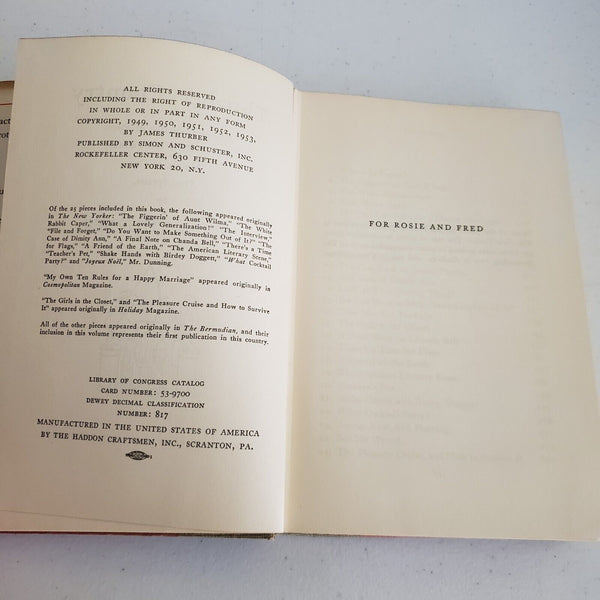 ALL RIGHTS RESERVED
INCLUDING THE RIGHT OF REPRODUCTION
IN WHOLE OR IN PART IN ANY FORM
COPYRIGHT, 1949, 1950, 1951, 1952, 1953,
BY JAMES THURBER
PUBLISHED BY SIMON AND SCHUSTER, INC.
ROCKEFELLER CENTER, 630 FIFTH AVENUE
NEW YORK 20, N.Y.
Of the 25 pieces included in this book, the following appeared originally
in The New Yorker: "The Figgerin' of Aunt Wilma," "The White
Rabbit Caper," "What a Lovely Generalization!" "The Interview,"
"File and Forget," "Do You Want to Make Something Out of It?" "The
Case of Dimity Ann," "A Final Note on Chanda Bell," "There's a Time
for Flags," "A Friend of the Earth," "The American Literary Scene,"
"Teacher's Pet," "Shake Hands with Birdey Doggett," "What Cocktail
Party?" and "Joyeux Noël," Mr. Dunning.
"My Own Ten Rules for a Happy Marriage" appeared originally in
Cosmopolitan Magazine.
"The Girls in the Closet," and "The Pleasure Cruise and How to Survive
It" appeared originally in Holiday Magazine.
All of the other pieces appeared originally in The Bermudian, and their
inclusion in this volume represents their first publication in this country.
LIBRARY OF CONGRESS CATALOG
CARD NUMBER: 53-9700
DEWEY DECIMAL CLASSIFICATION
NUMBER: 817
MANUFACTURED IN THE UNITED STATES OF AMERICA
BY THE HADDON CRAFTSMEN, INC., SCRANTON, PA.
FOR ROSIE AND FRED